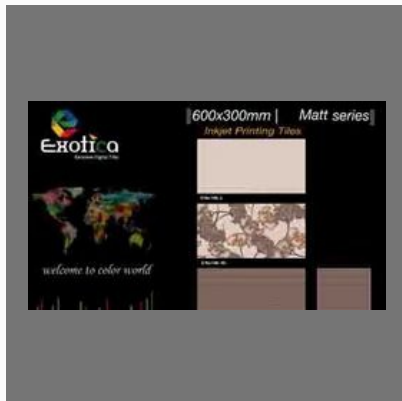 Exotica
600x300mm | Matt series
Inkjet Printing Tiles
welcome to color world